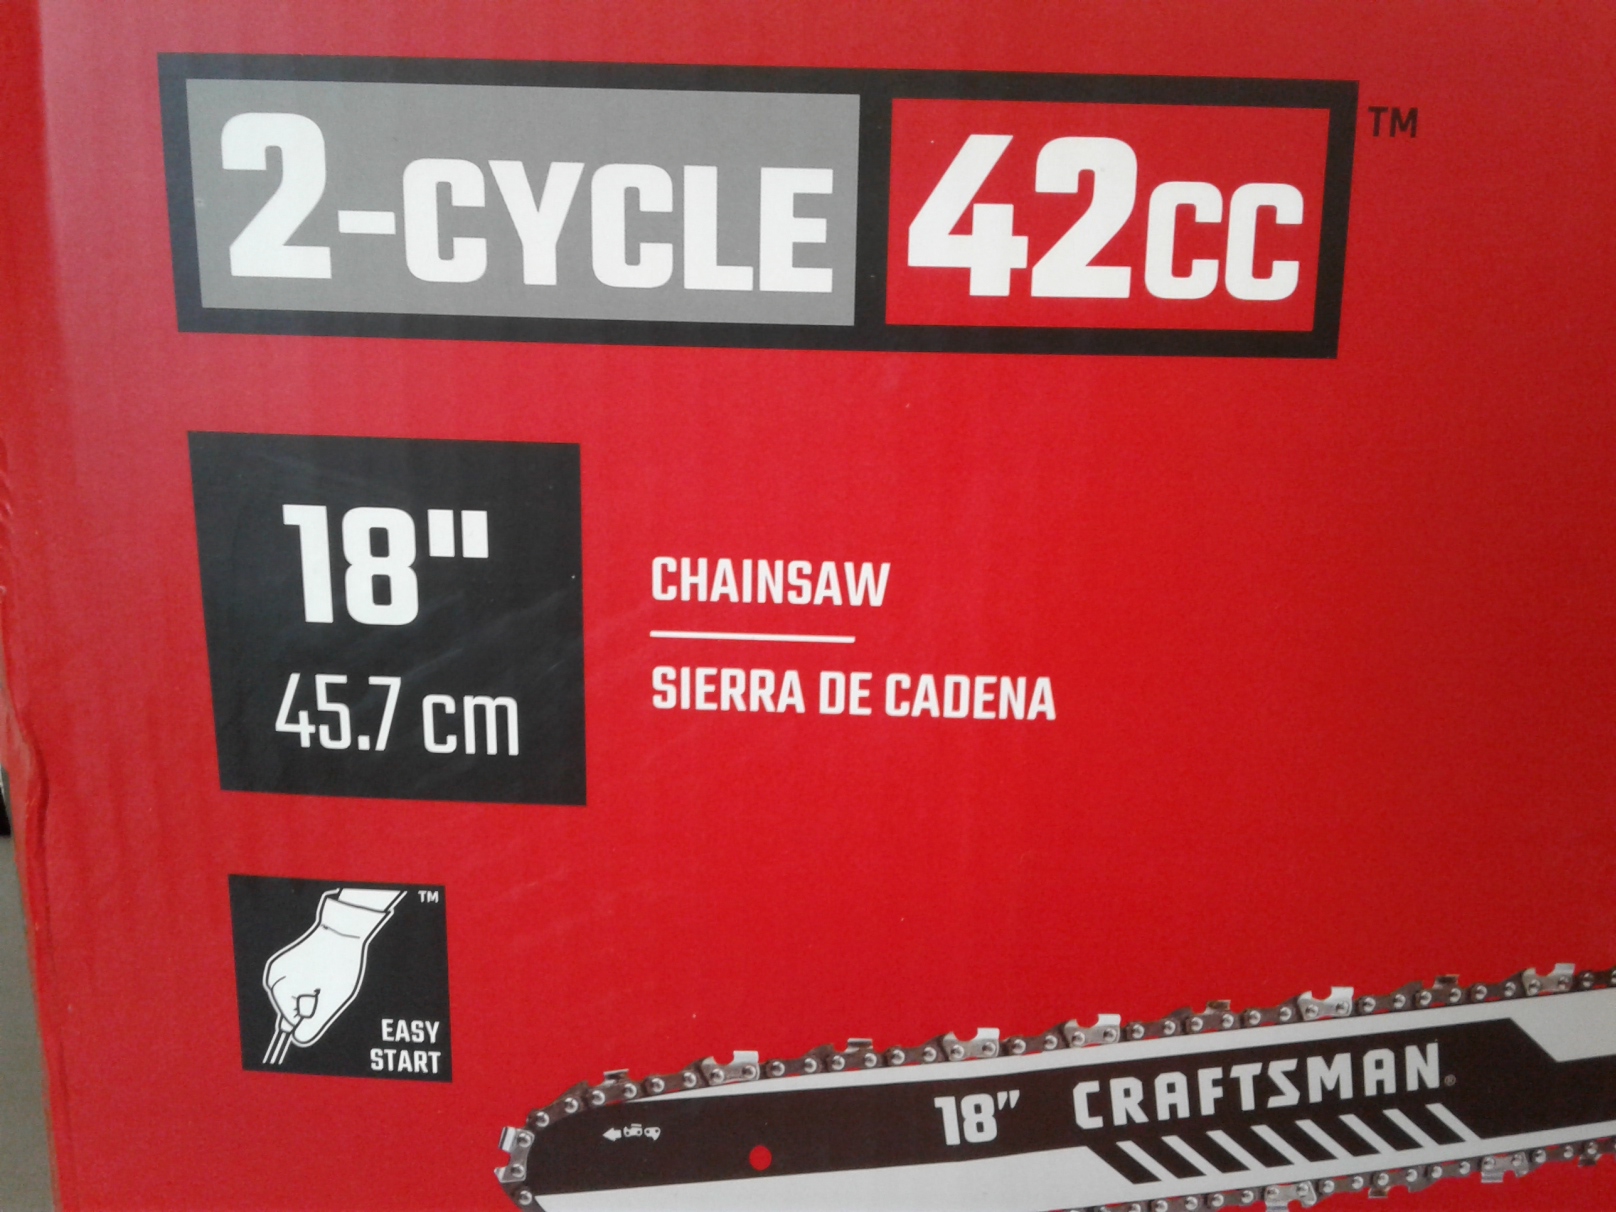 2-CYCLE 42CC TM
18"
45.7 cm
CHAINSAW
SIERRA DE CADENA
TM
EASY
START
18" CRAFTSMAN®